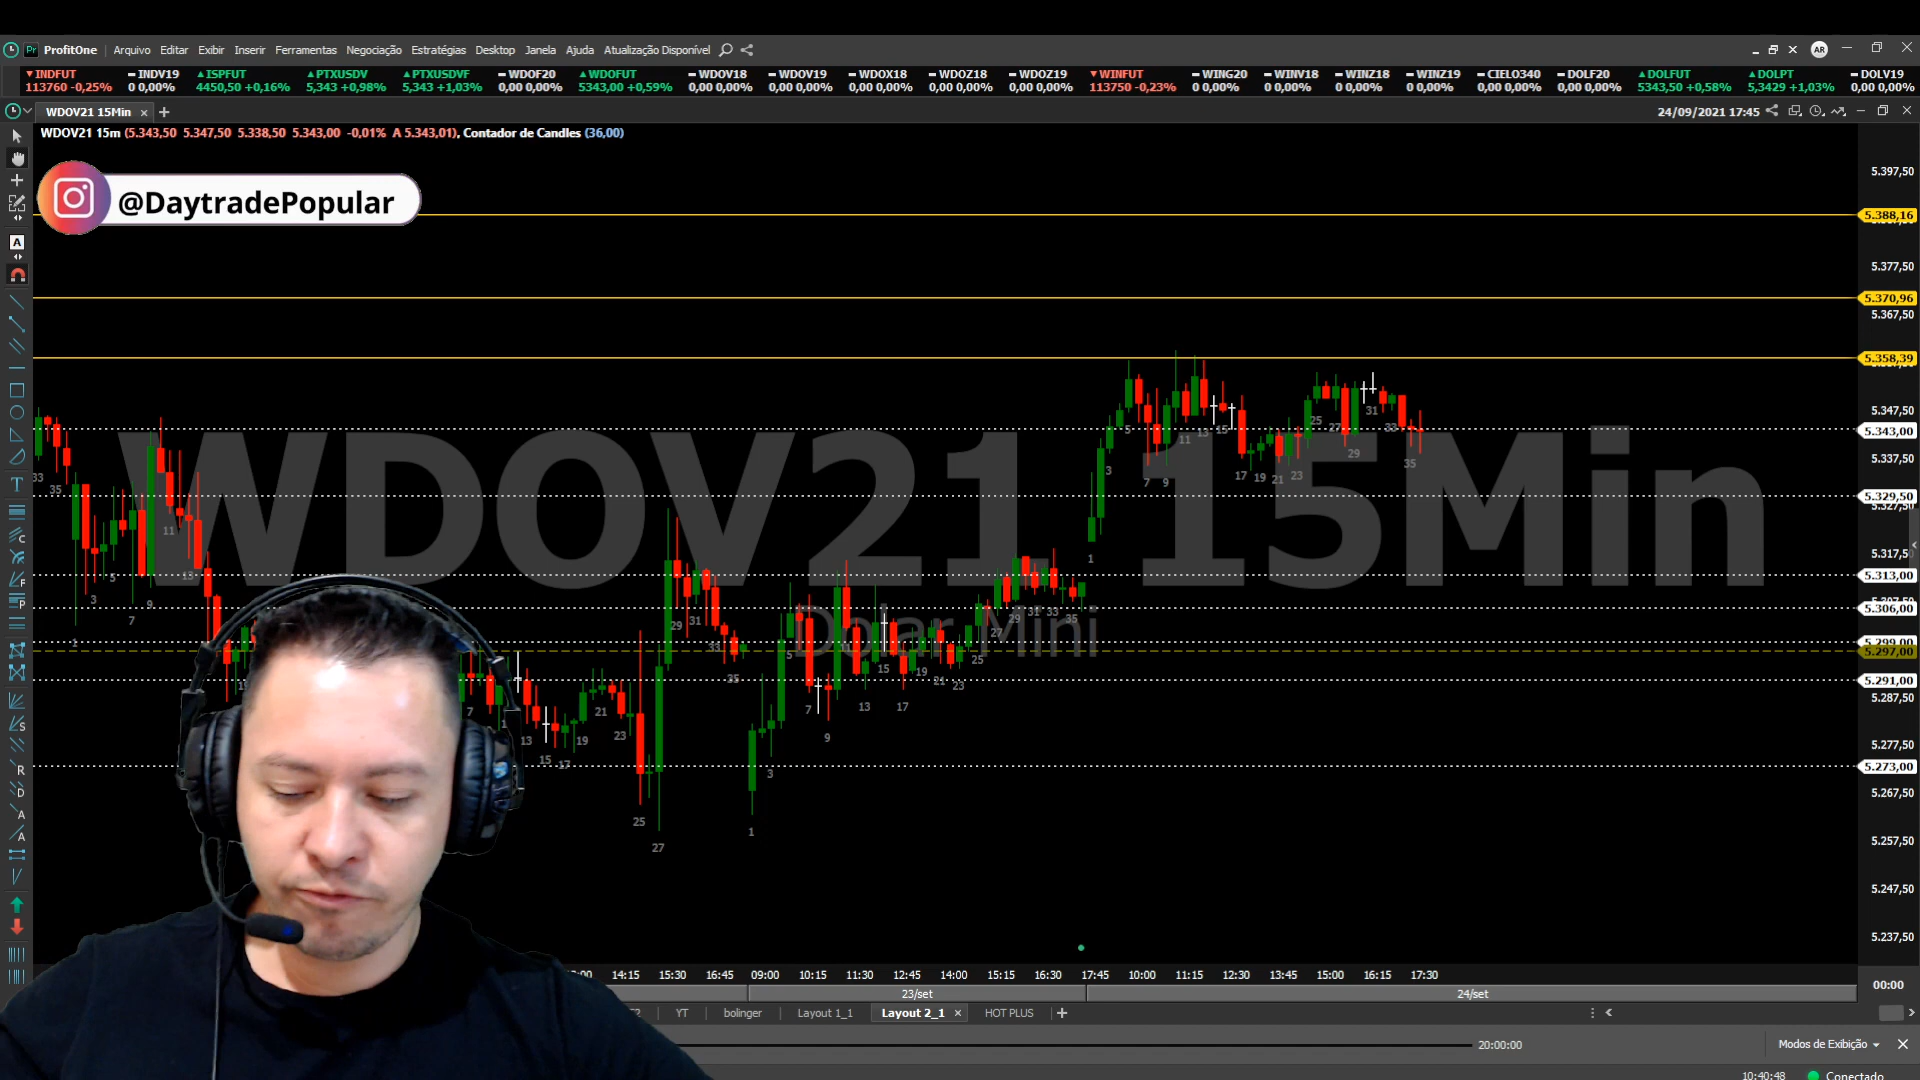 ProfitOne Arquivo Editar Exibir Inserir Ferramentas Negociação Estratégias Desktop Janela Ajuda Atualização Disponível AR
INDFUT INDV19 ISPFUT PTXUSDV PTXUSDVF WDOF20 WDOFUT WDOV18 WDOV19 WDOX18 WDOZ18 WDOZ19 WINFUT WING20 WINV18 WINZ18 WINZ19 CIELO340 DOLF20 DOLFUT DOLPT DOLV19
113760 -0,25% 0 0,00% 4450,50 +0,16% 5,343 +0,98% 5,343 +1,03% 0,00 0,00% 5343,00 +0,59% 0,00 0,00% 0,00 0,00% 0,00 0,00% 0,00 0,00% 0,00 0,00% 113750 -0,23% 0 0,00% 0 0,00% 0 0,00% 0 0,00% 0,00 0,00% 0,00 0,00% 5343,50 +0,58% 5,3429 +1,03% 0,00 0,00%
WDOV21 15Min 24/09/2021 17:45
WDOV21 15m (5.343,50 5.347,50 5.338,50 5.343,00 -0,01% A 5.343,01), Contador de Candles (36,00)
@DaytradePopular
WDOV21 15Min
Dolar Mini
5.397,50
5.388,16
5.377,50
5.370,96
5.367,50
5.358,39
5.347,50
5.343,00
5.337,50
5.329,50
5.327,50
5.317,50
5.313,00
5.306,00
5.299,00
5.297,00
5.291,00
5.287,50
5.277,50
5.273,00
5.267,50
5.257,50
5.247,50
5.237,50
14:15 15:30 16:45 09:00 10:15 11:30 12:45 14:00 15:15 16:30 17:45 10:00 11:15 12:30 13:45 15:00 16:15 17:30
00:00
23/set 24/set
YT bolinger Layout 1_1 Layout 2_1 HOT PLUS
20:00:00 Modos de Exibição
10:40:48 Conectado